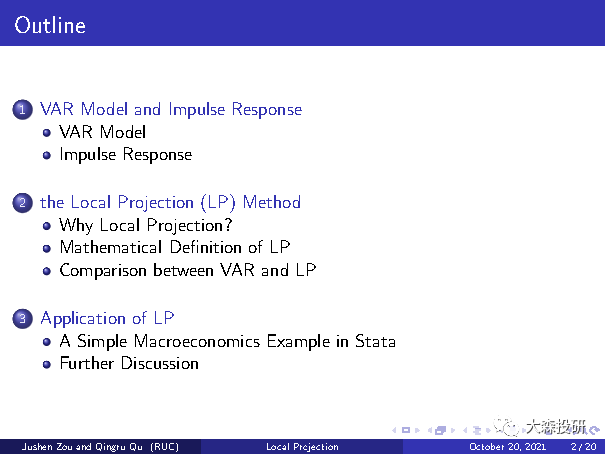 Outline
1 VAR Model and Impulse Response
VAR Model
Impulse Response
2 the Local Projection (LP) Method
Why Local Projection?
Mathematical Definition of LP
Comparison between VAR and LP
3 Application of LP
A Simple Macroeconomics Example in Stata
Further Discussion
大森投研
Jushen Zou and Qingru Qu (RUC) Local Projection October 20, 2021 2 / 20